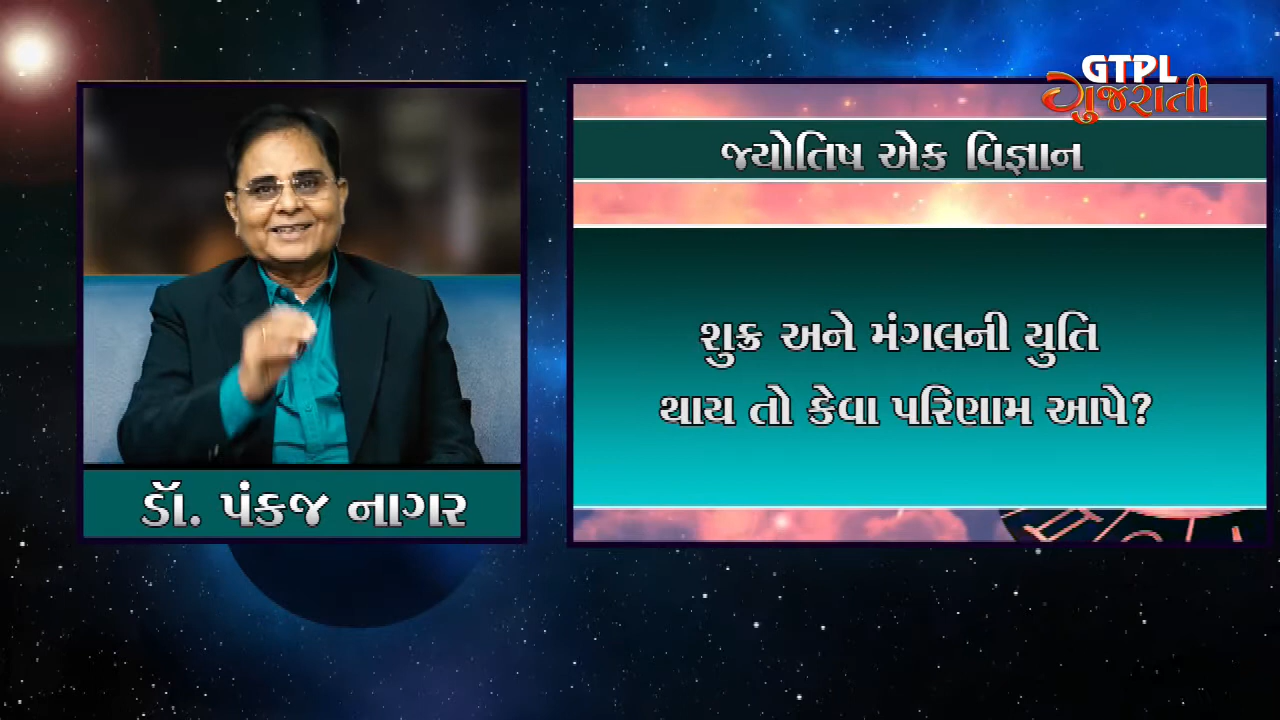 GTPL
ગુજરાતી
જ્યોતિષ એક વિજ્ઞાન
શુક્ર અને મંગલની યુતિ
થાય તો કેવા પરિણામ આપે?
ડૉ. પંકજ નાગર